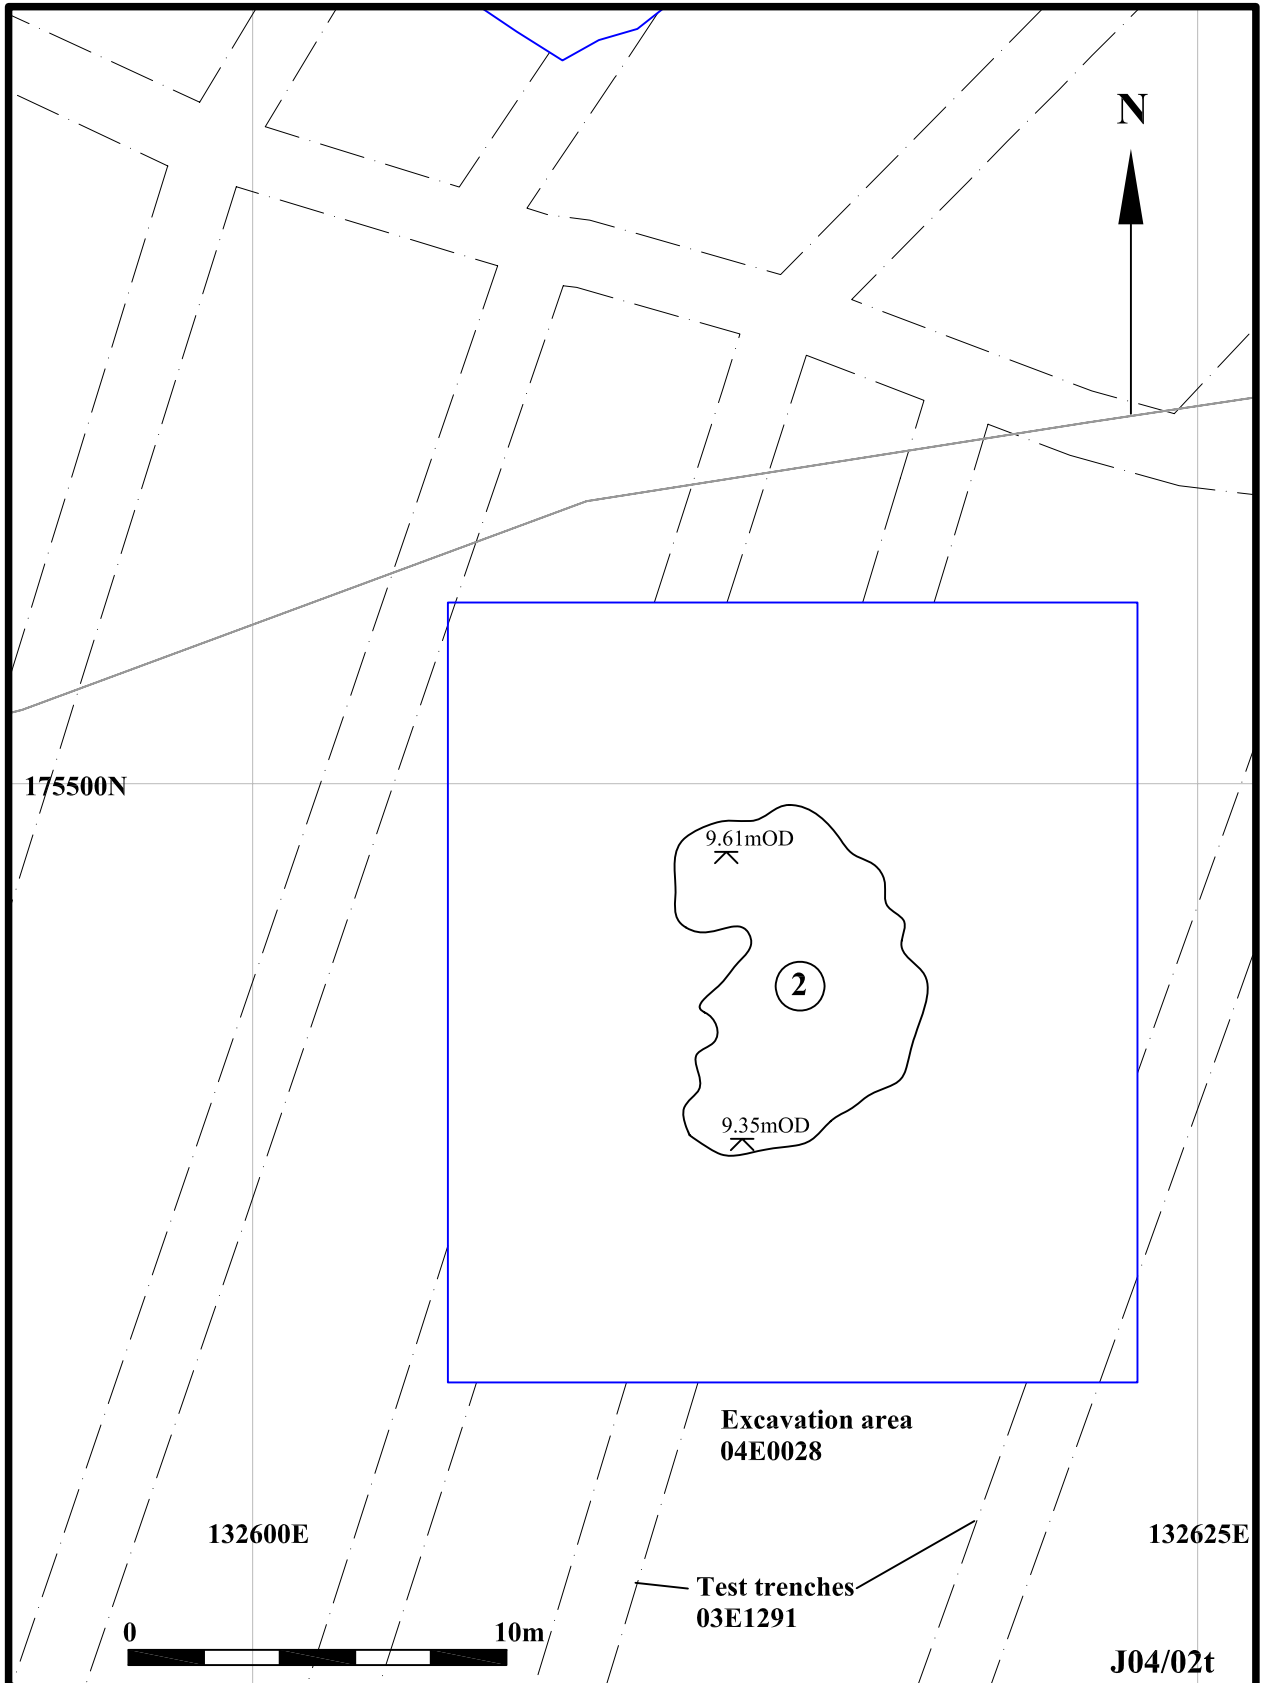 N
175500N
9.61mOD
2
9.35mOD
Excavation area
04E0028
132600E
132625E
Test trenches
03E1291
0 10m
J04/02t